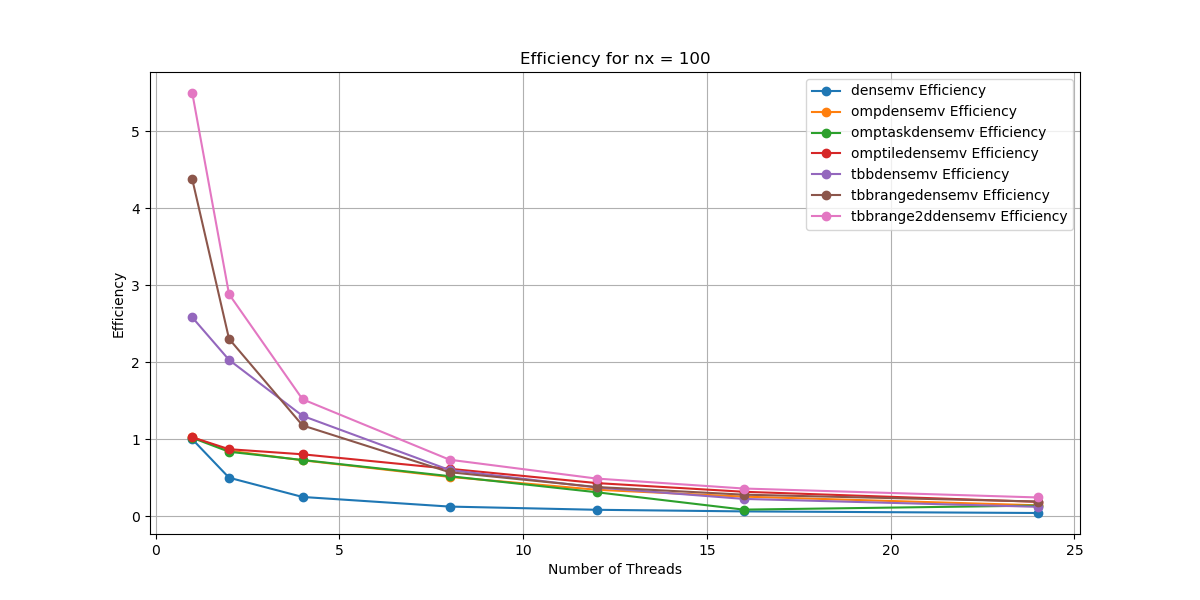 Efficiency for nx = 100
densemv Efficiency
ompdensemv Efficiency
omptaskdensemv Efficiency
omptiledensemv Efficiency
tbbdensemv Efficiency
tbbrangedensemv Efficiency
tbbrange2ddensemv Efficiency
Efficiency
5
4
3
2
1
0
0 5 10 15 20 25
Number of Threads